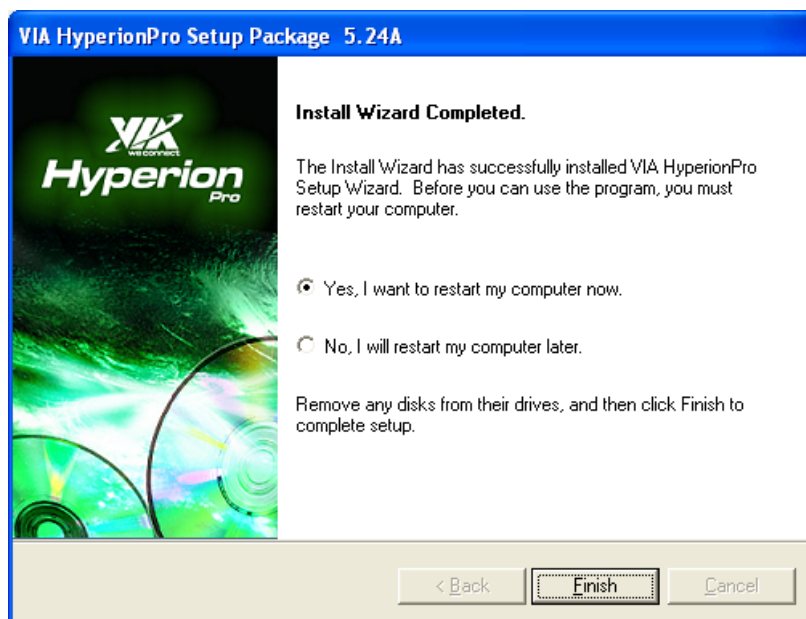 VIA HyperionPro Setup Package 5.24A
VIA
we connect
Hyperion
Pro
Install Wizard Completed.
The Install Wizard has successfully installed VIA HyperionPro
Setup Wizard. Before you can use the program, you must
restart your computer.
Yes, I want to restart my computer now.
No, I will restart my computer later.
Remove any disks from their drives, and then click Finish to
complete setup.
< Back
Finish
Cancel